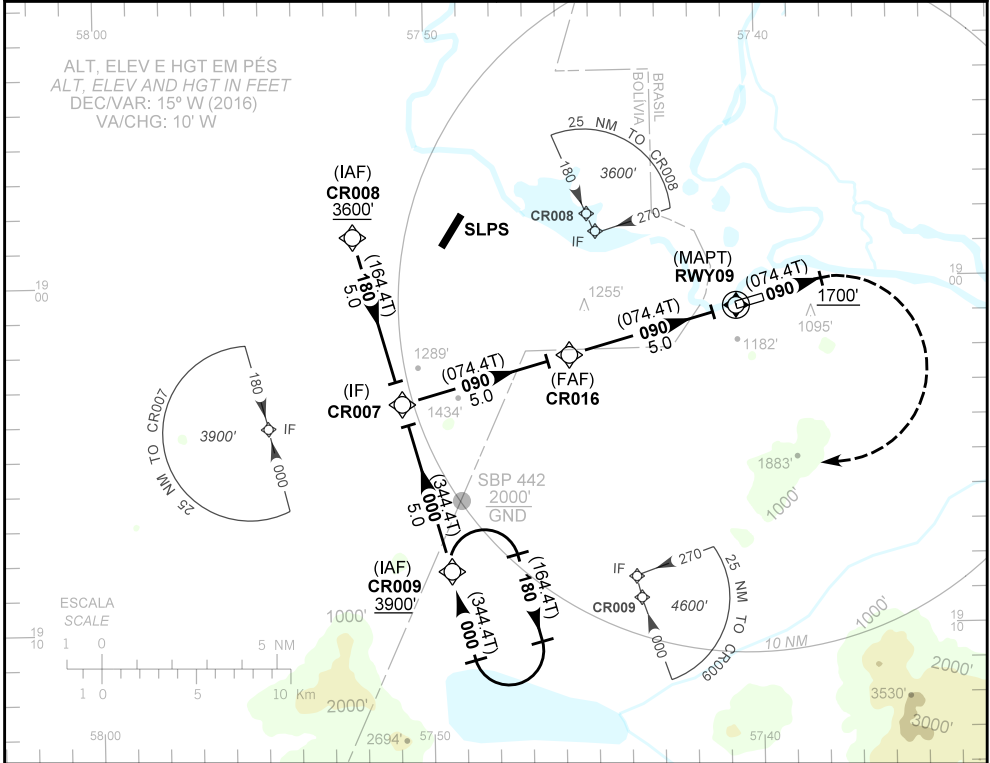 58 00
57 50
57 40
ALT, ELEV E HGT EM PÉS
ALT, ELEV AND HGT IN FEET
DEC/VAR: 15º W (2016)
VA/CHG: 10' W
BRASIL
BOLÍVIA
25 NM TO CR008
180
3600'
CR008
270
IF
(IAF)
CR008
3600'
SLPS
(164.4T)
180
5.0
(MAPT)
RWY09
(074.4T)
090
1700'
19
00
19
00
1255'
1095'
1182'
(074.4T)
090
5.0
(FAF)
CR016
1289'
(074.4T)
090
5.0
1434'
(IF)
CR007
25 NM TO CR007
180
3900'
IF
000
(344.4T)
000
5.0
SBP 442
2000'
GND
1883'
1000'
(IAF)
CR009
3900'
(164.4T)
180
(344.4T)
000
IF
270
CR009
4600'
000
25 NM TO CR009
10 NM
ESCALA
SCALE
1 0 5 NM
1 0 5 10 Km
19
10
19
10
1000'
2000'
2694'
1000'
2000'
3530'
3000'
58 00
57 50
57 40